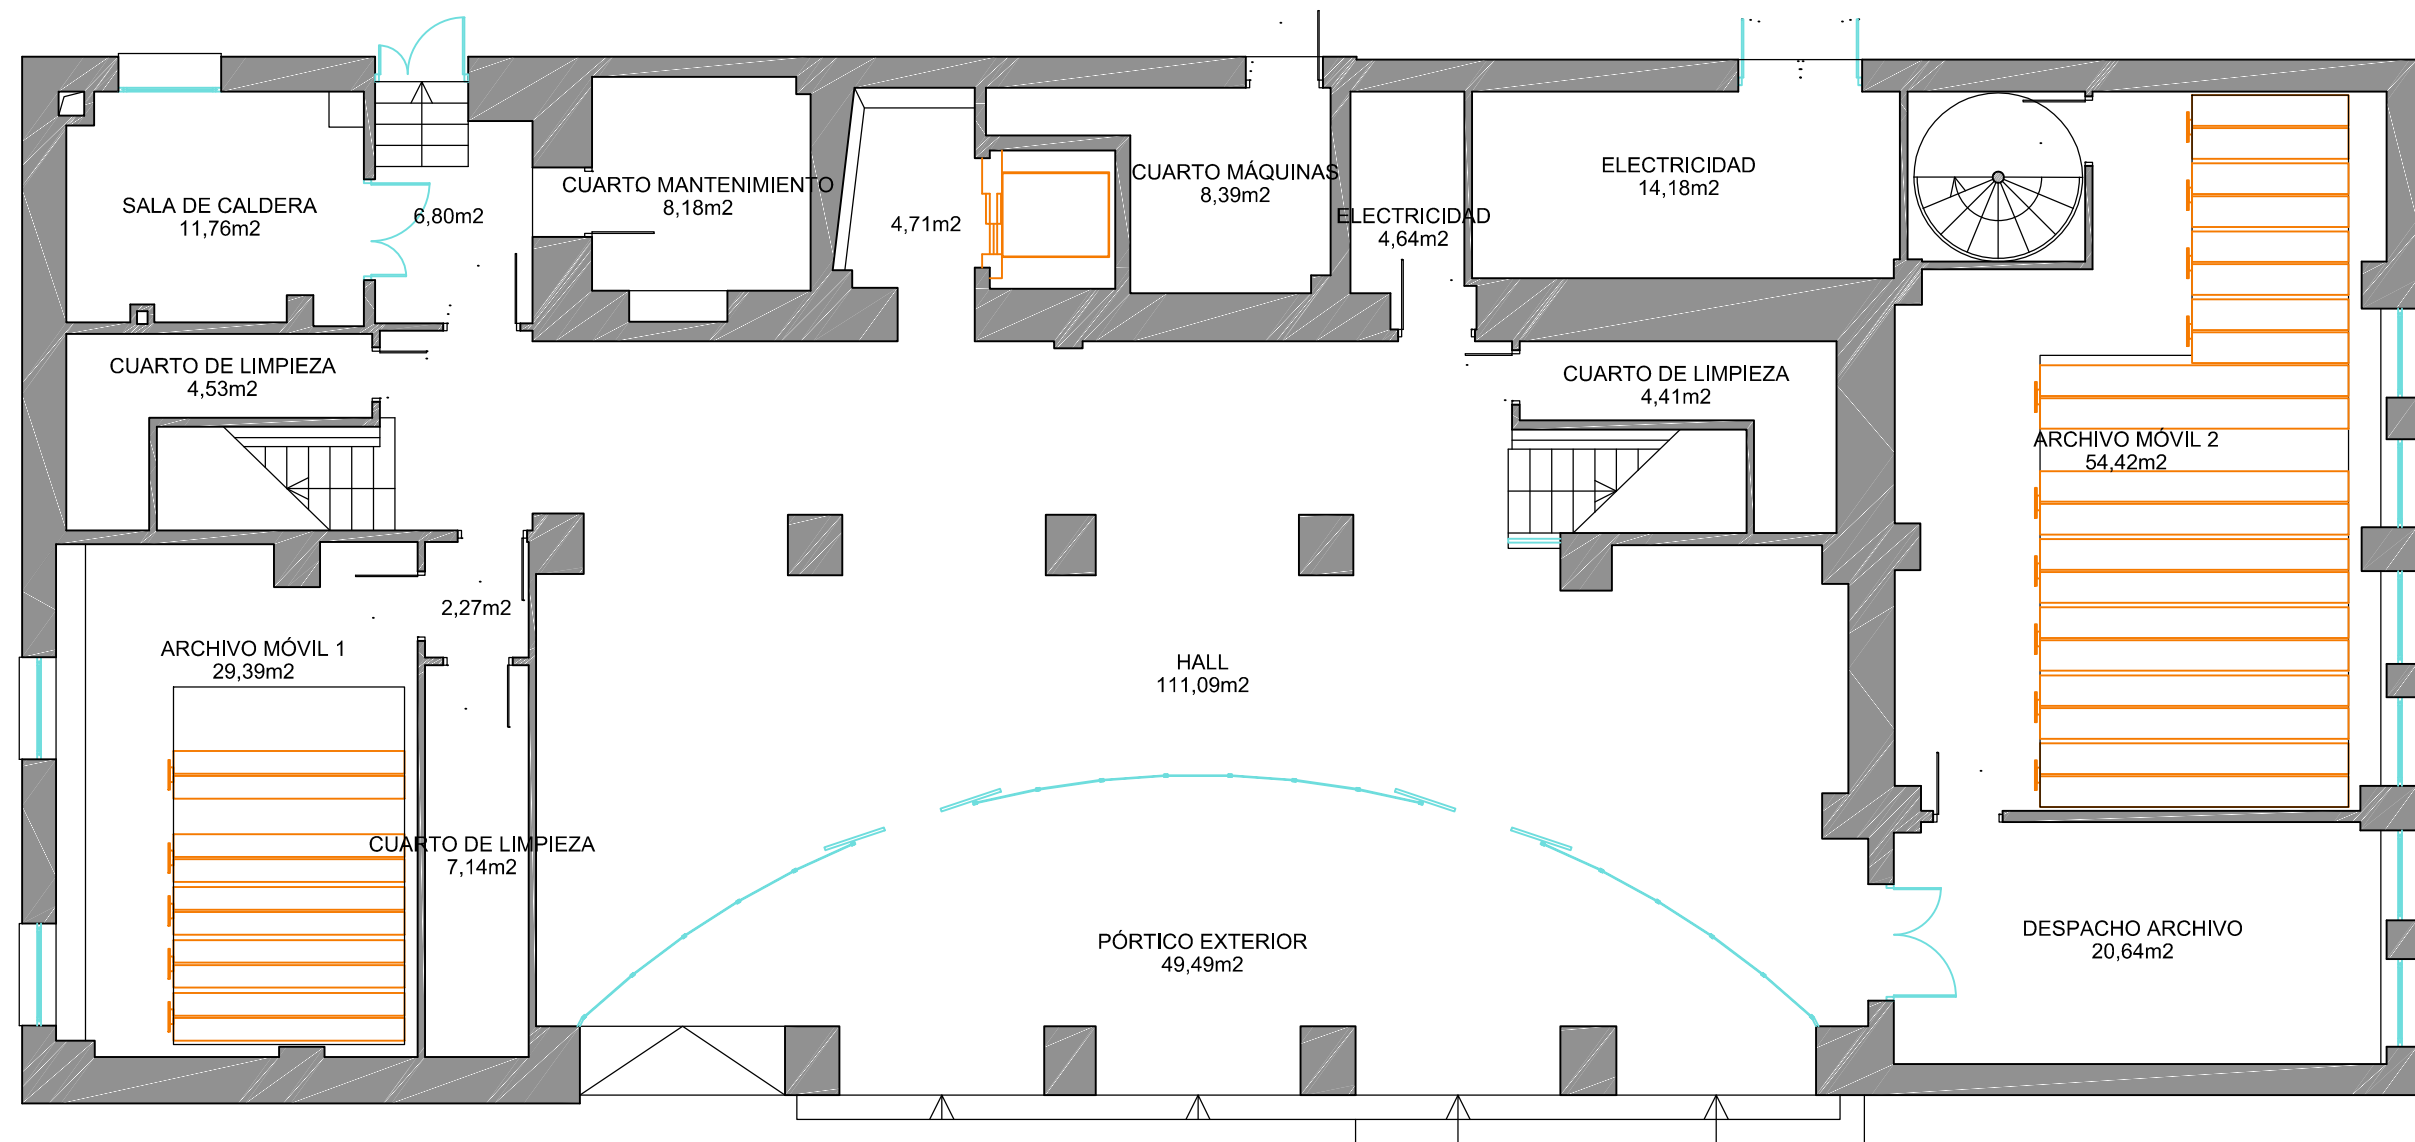 ELECTRICIDAD
14,18m2
CUARTO MÁQUINAS
8,39m2
CUARTO MANTENIMIENTO
8,18m2
SALA DE CALDERA
11,76m2
6,80m2
4,71m2
ELECTRICIDAD
4,64m2
CUARTO DE LIMPIEZA
4,53m2
CUARTO DE LIMPIEZA
4,41m2
ARCHIVO MÓVIL 2
54,42m2
2,27m2
ARCHIVO MÓVIL 1
29,39m2
HALL
111,09m2
CUARTO DE LIMPIEZA
7,14m2
PÓRTICO EXTERIOR
49,49m2
DESPACHO ARCHIVO
20,64m2